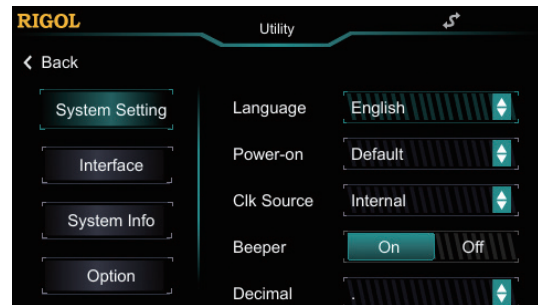 RIGOL
Utility
Back
System Setting
Interface
System Info
Option
Language English
Power-on Default
Clk Source Internal
Beeper On Off
Decimal .